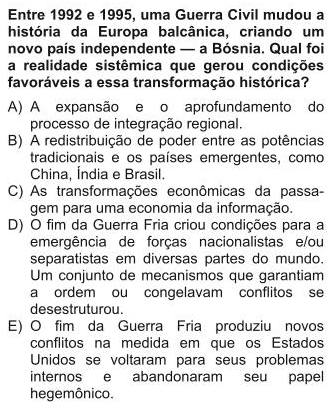 Entre 1992 e 1995, uma Guerra Civil mudou a
história da Europa balcânica, criando um
novo país independente — a Bósnia. Qual foi
a realidade sistêmica que gerou condições
favoráveis a essa transformação histórica?
A) A expansão e o aprofundamento do
processo de integração regional.
B) A redistribuição de poder entre as potências
tradicionais e os países emergentes, como
China, Índia e Brasil.
C) As transformações econômicas da passa-
gem para uma economia da informação.
D) O fim da Guerra Fria criou condições para a
emergência de forças nacionalistas e/ou
separatistas em diversas partes do mundo.
Um conjunto de mecanismos que garantiam
a ordem ou congelavam conflitos se
desestruturou.
E) O fim da Guerra Fria produziu novos
conflitos na medida em que os Estados
Unidos se voltaram para seus problemas
internos e abandonaram seu papel
hegemônico.